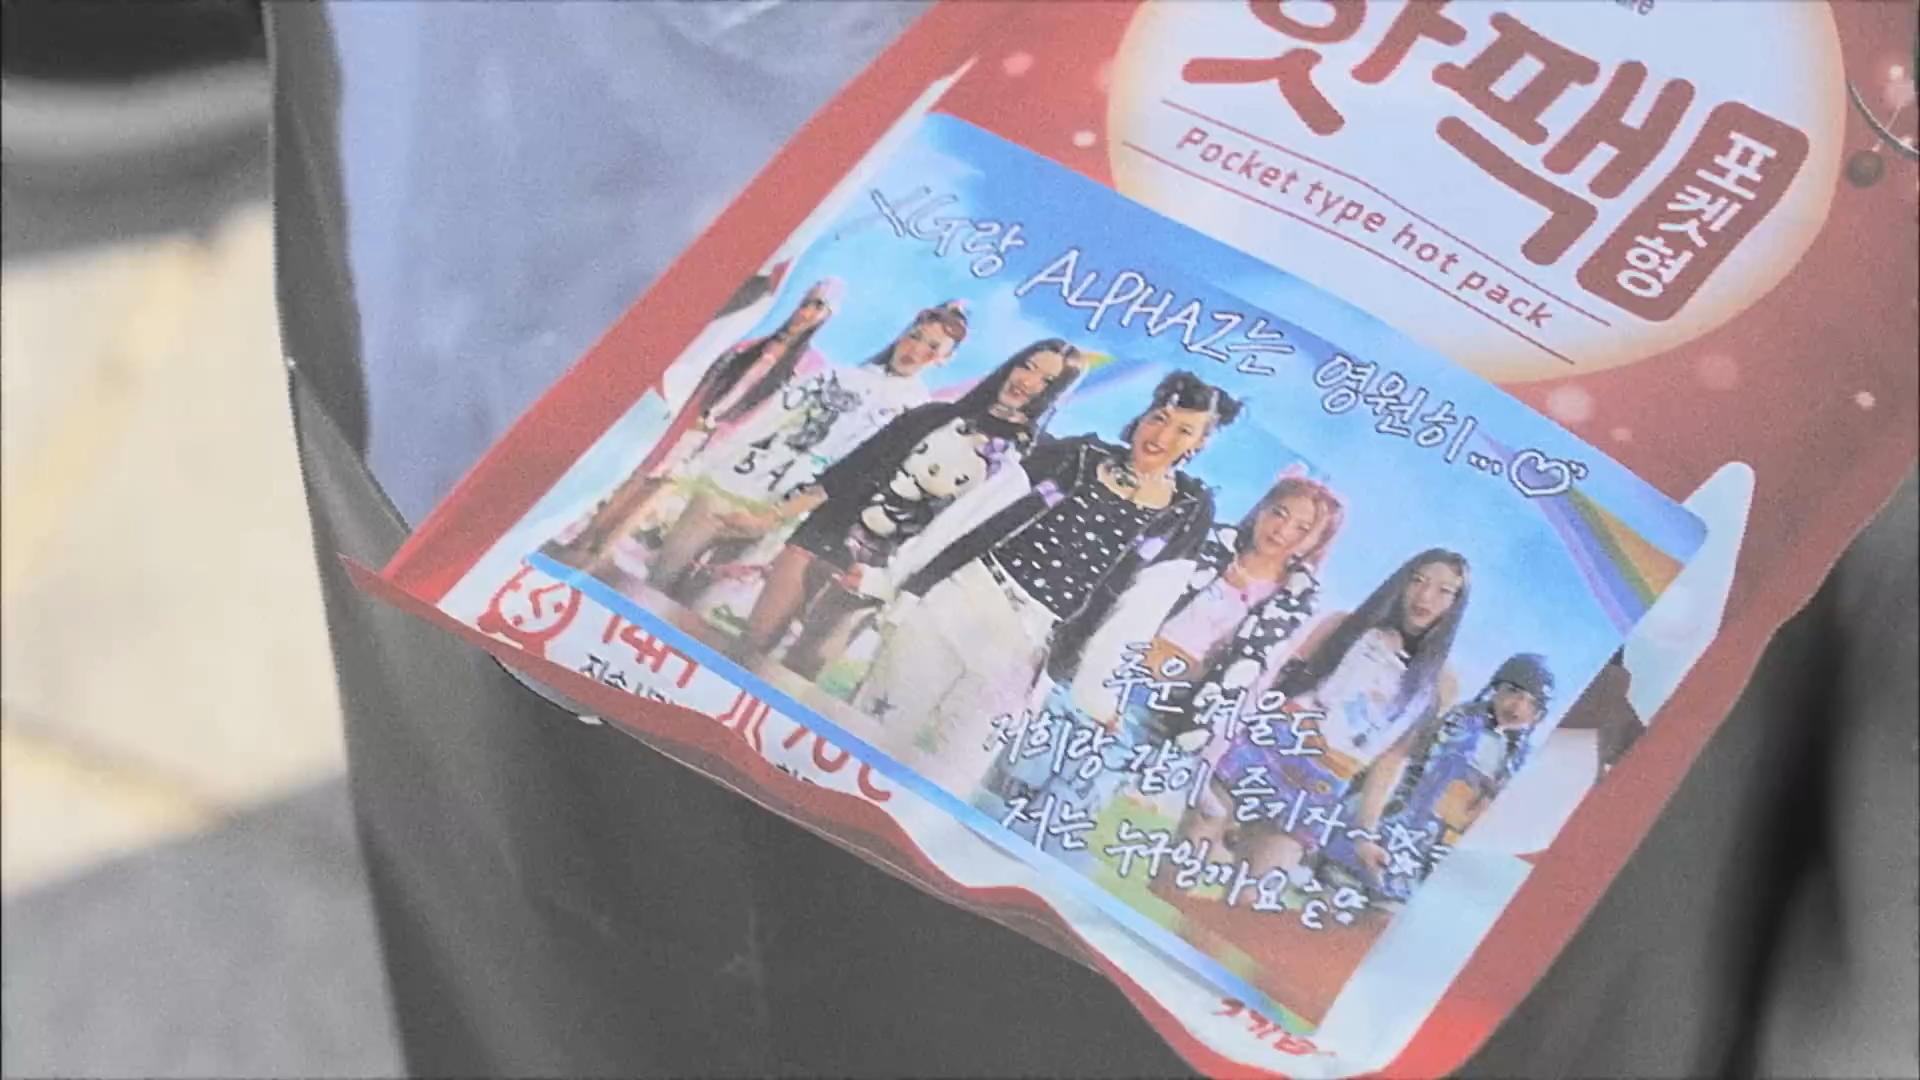 핫팩
포켓형
Pocket type hot pack
XG랑 ALPHAZ는 영원히...♡
추운 겨울도
저희랑 같이 즐기자~
저는 누구일까요